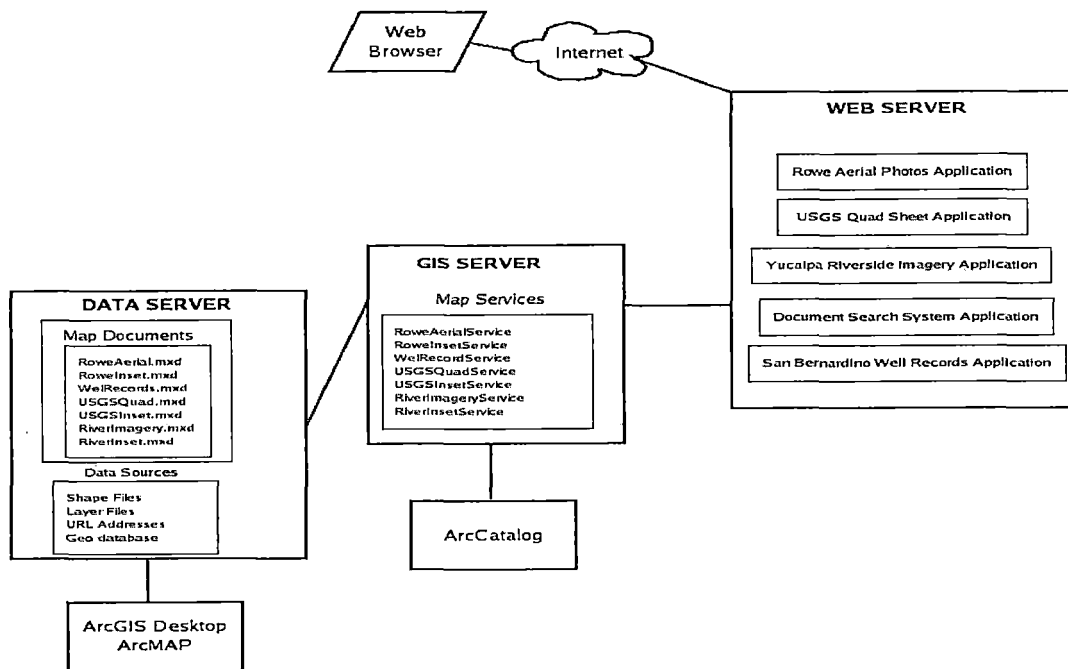 Web
Browser
Internet
WEB SERVER
Rowe Aerial Photos Application
USGS Quad Sheet Application
Yucaipa Riverside Imagery Application
Document Search System Application
San Bernardino Well Records Application
GIS SERVER
Map Services
RoweAerialService
RoweInsetService
WelRecordService
USGSQuadService
USGSInsetService
RiverImageryService
RiverInsetService
ArcCatalog
DATA SERVER
Map Documents
RoweAerial.mxd
RoweInset.mxd
WelRecords.mxd
USGSQuad.mxd
USGSInset.mxd
RiverImagery.mxd
RiverInset.mxd
Data Sources
Shape Files
Layer Files
URL Addresses
Geo database
ArcGIS Desktop
ArcMAP